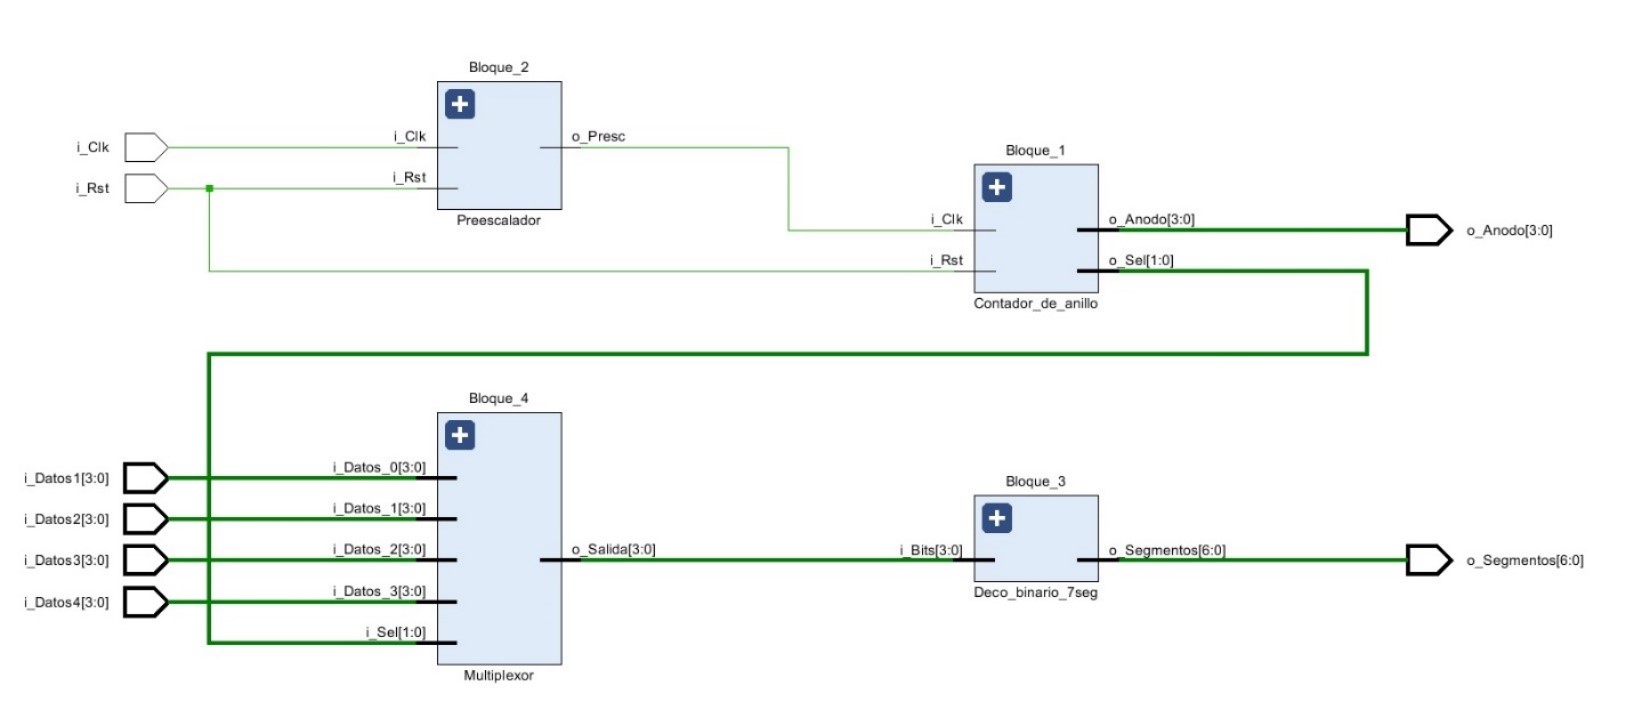 Bloque_2
i_Clk
i_Clk
o_Presc
i_Rst
i_Rst
Preescalador
Bloque_1
i_Clk
o_Anodo[3:0]
o_Anodo[3:0]
i_Rst
o_Sel[1:0]
Contador_de_anillo
Bloque_4
i_Datos1[3:0]
i_Datos_0[3:0]
i_Datos2[3:0]
i_Datos_1[3:0]
i_Datos3[3:0]
i_Datos_2[3:0]
o_Salida[3:0]
i_Datos4[3:0]
i_Datos_3[3:0]
i_Sel[1:0]
Multiplexor
Bloque_3
i_Bits[3:0]
o_Segmentos[6:0]
o_Segmentos[6:0]
Deco_binario_7seg